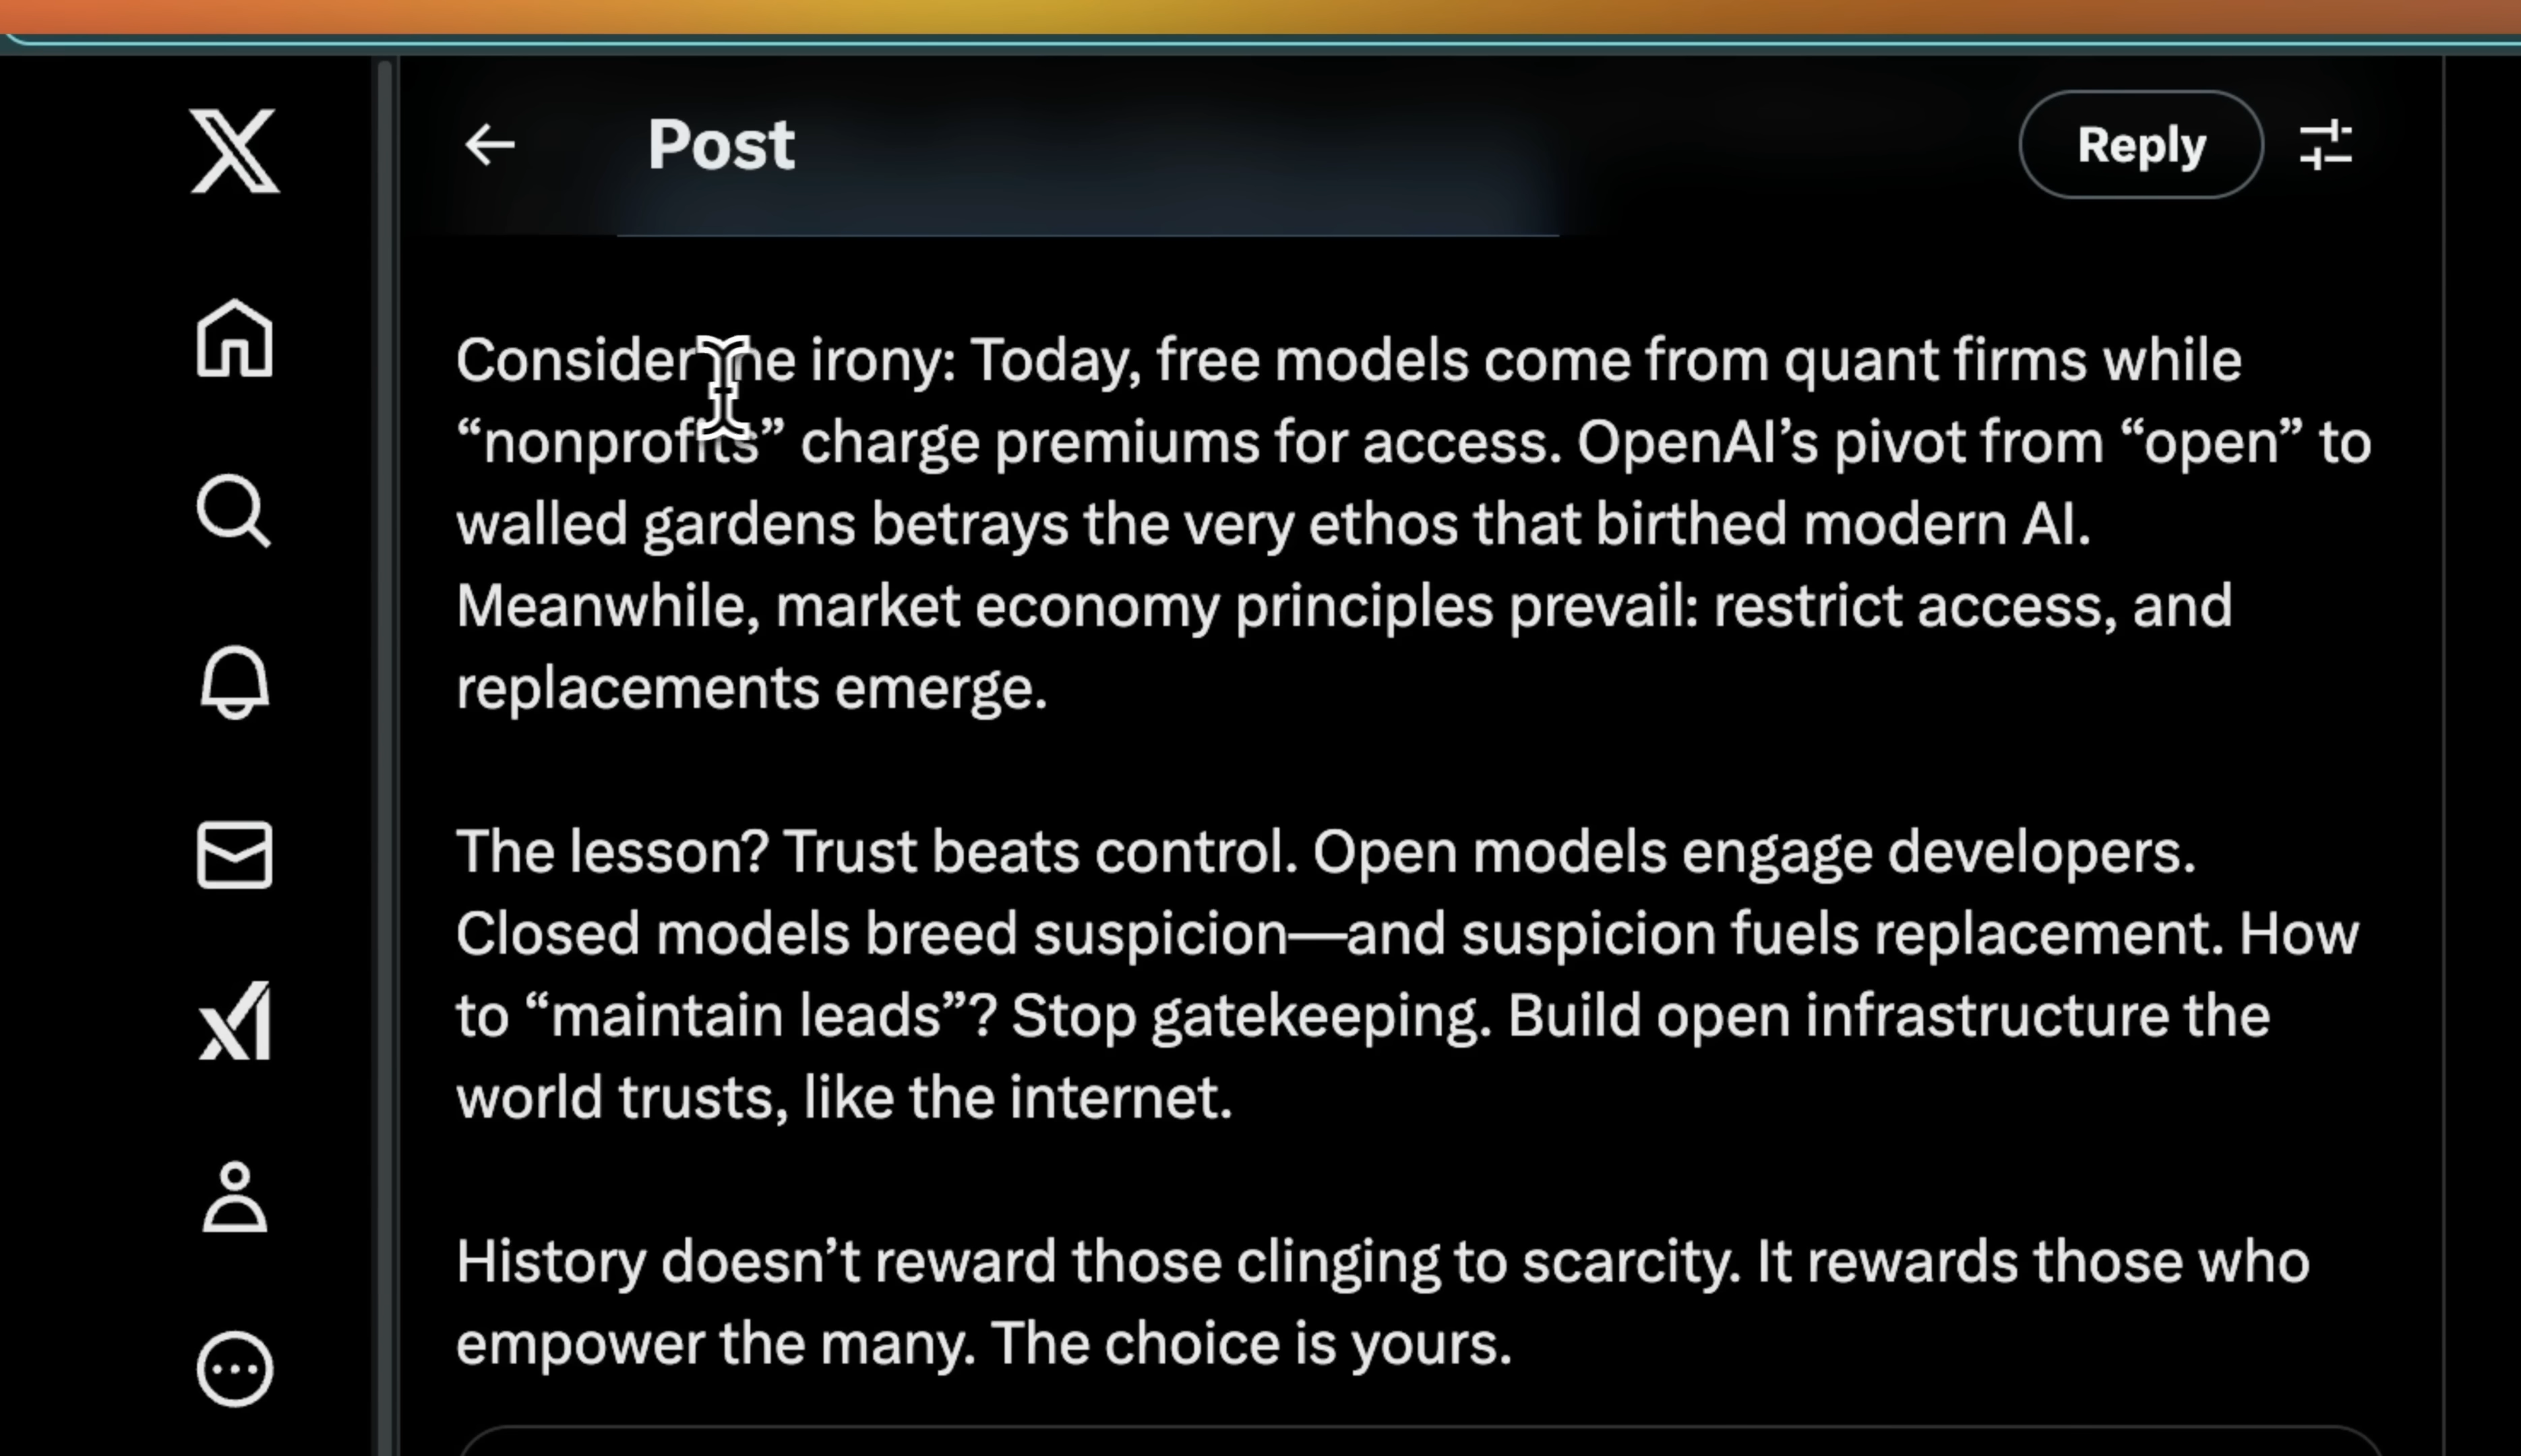 Post
Reply
Consider the irony: Today, free models come from quant firms while
“nonprofits” charge premiums for access. OpenAI’s pivot from “open” to
walled gardens betrays the very ethos that birthed modern AI.
Meanwhile, market economy principles prevail: restrict access, and
replacements emerge.
The lesson? Trust beats control. Open models engage developers.
Closed models breed suspicion—and suspicion fuels replacement. How
to “maintain leads”? Stop gatekeeping. Build open infrastructure the
world trusts, like the internet.
History doesn’t reward those clinging to scarcity. It rewards those who
empower the many. The choice is yours.